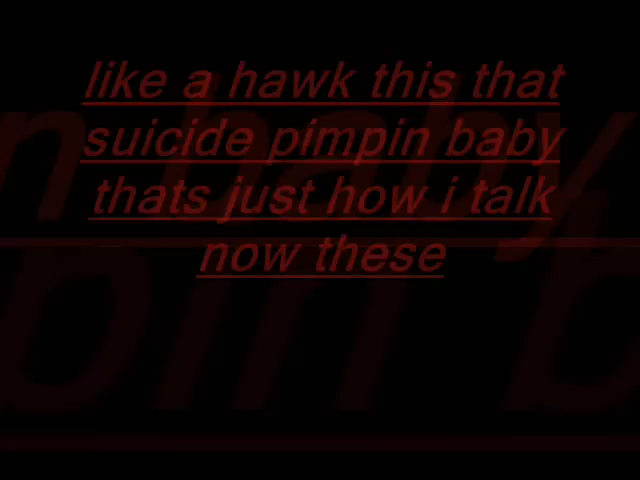 like a hawk this that
suicide pimpin baby
thats just how i talk
now these